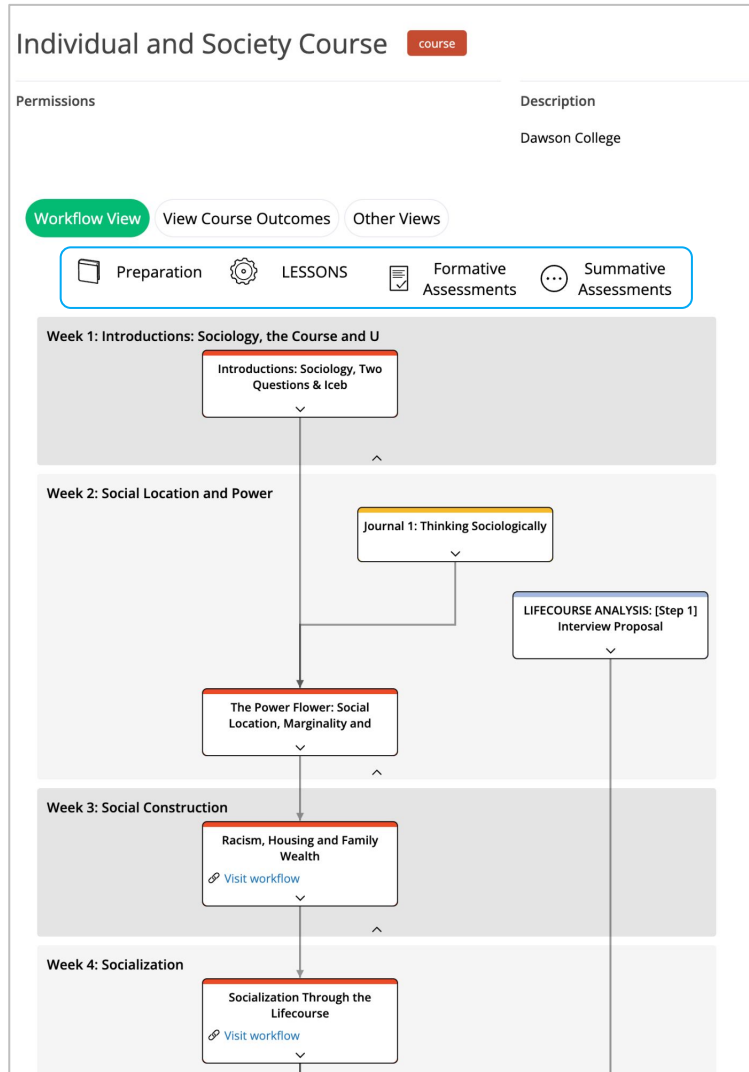 Individual and Society Course
course
Permissions
Description
Dawson College
Workflow View
View Course Outcomes
Other Views
Preparation
LESSONS
Formative
Assessments
Summative
Assessments
Week 1: Introductions: Sociology, the Course and U
Introductions: Sociology, Two
Questions & Iceb
Week 2: Social Location and Power
Journal 1: Thinking Sociologically
LIFECOURSE ANALYSIS: [Step 1]
Interview Proposal
The Power Flower: Social
Location, Marginality and
Week 3: Social Construction
Racism, Housing and Family
Wealth
Visit workflow
Week 4: Socialization
Socialization Through the
Lifecourse
Visit workflow